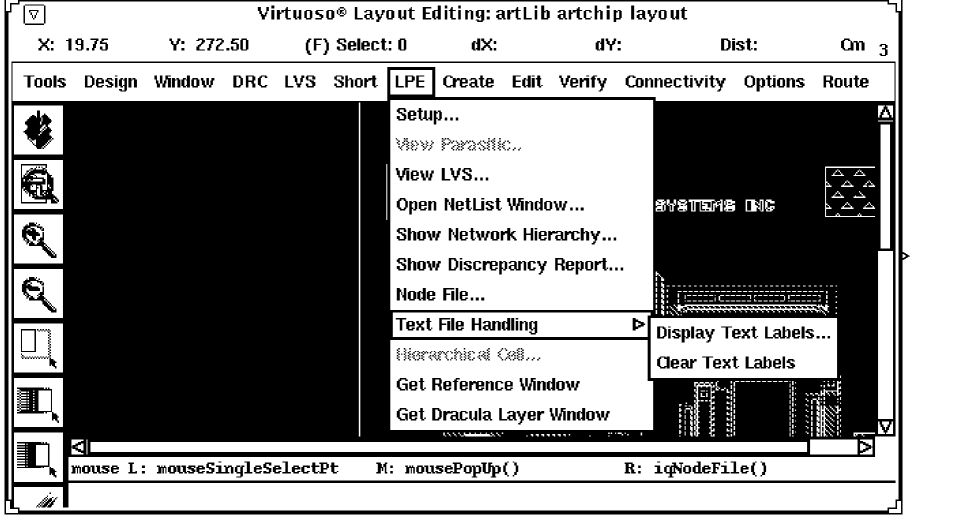 Virtuoso® Layout Editing: artLib artchip layout
X: 19.75 Y: 272.50 (F) Select: 0 dX: dY: Dist: Cm 3
Tools Design Window DRC LVS Short LPE Create Edit Verify Connectivity Options Route
Setup...
View Parasitic..
View LVS...
Open NetList Window...
SYSTEMS INC
Show Network Hierarchy...
Show Discrepancy Report...
Node File...
Text File Handling
Display Text Labels...
Clear Text Labels
Hierarchical Cell...
Get Reference Window
Get Dracula Layer Window
mouse L: mouseSingleSelectPt M: mousePopUp() R: iqNodeFile()